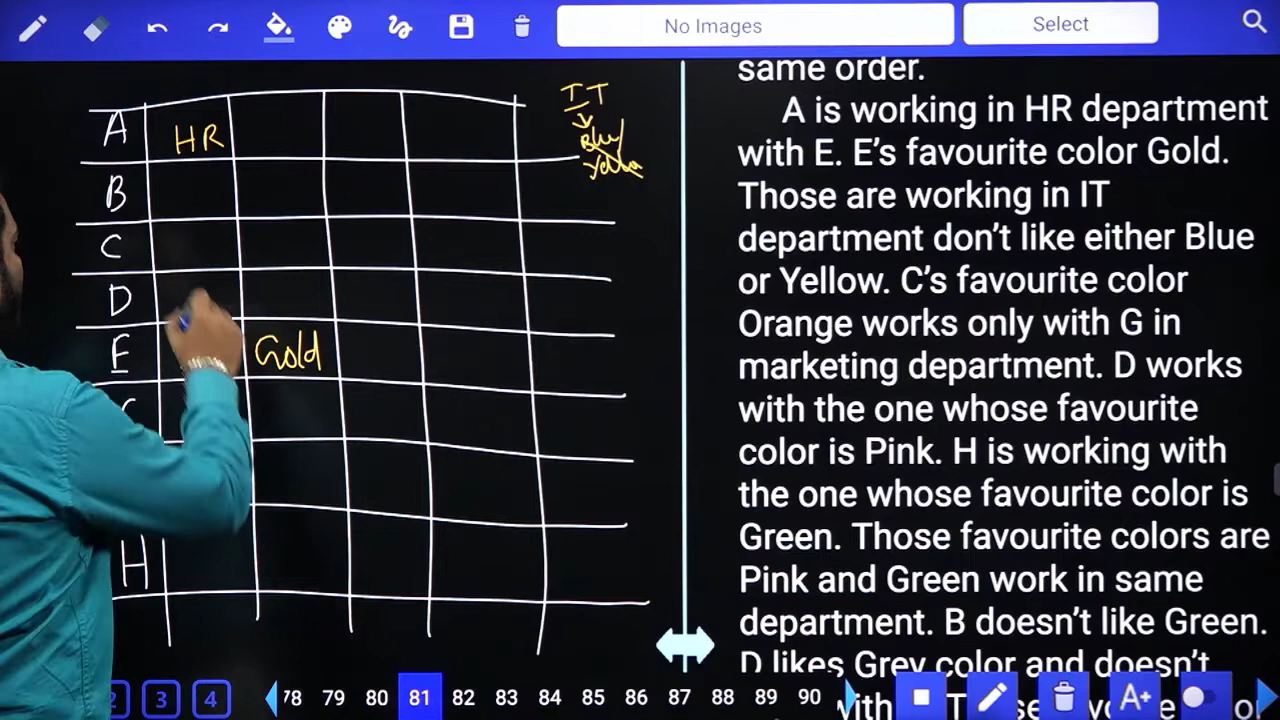 No Images
Select
A
HR
B
C
D
E
Gold
H
IT
Blue/
Yellow
same order.
A is working in HR department
with E. E's favourite color Gold.
Those are working in IT
department don't like either Blue
or Yellow. C's favourite color
Orange works only with G in
marketing department. D works
with the one whose favourite
color is Pink. H is working with
the one whose favourite color is
Green. Those favourite colors are
Pink and Green work in same
department. B doesn't like Green.
D likes Grey color and doesn't
2 3 4
78 79 80 81 82 83 84 85 86 87 88 89 90
A+